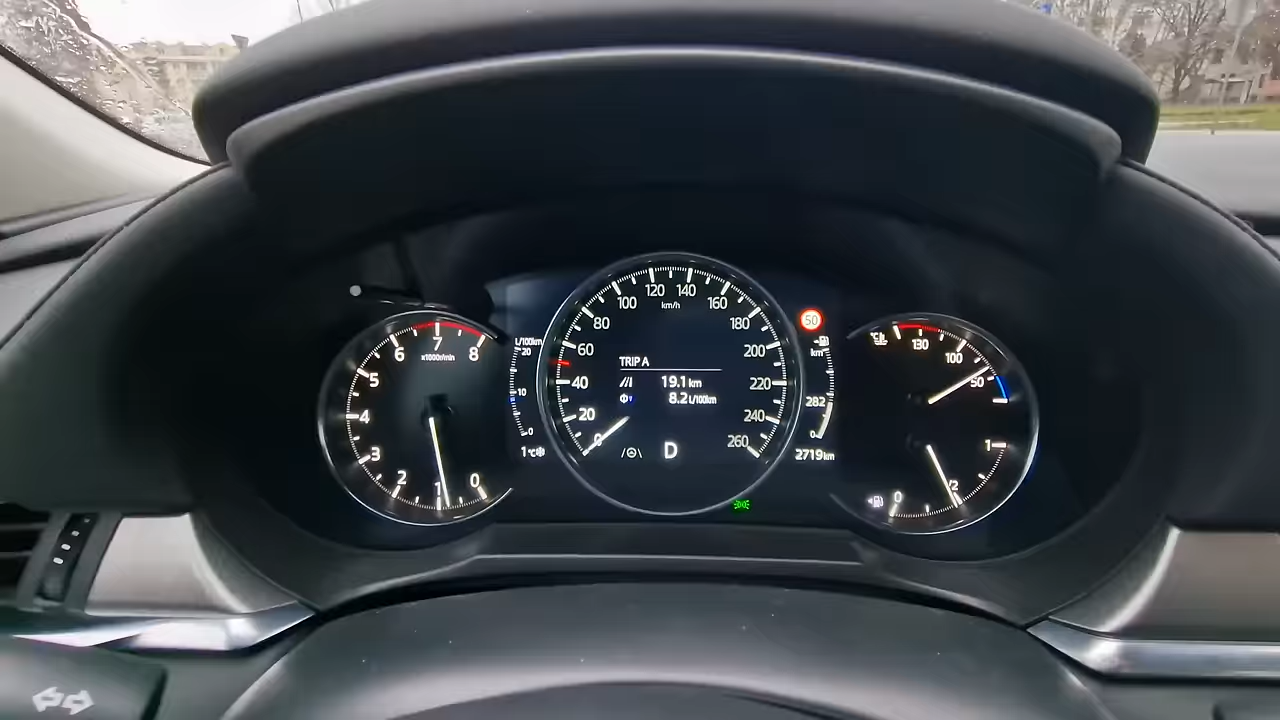 7
6 8
x1000r/min
5
4
3
2 1 0
L/100km
20
10
0
1°C
120 140
100 160
km/h
80 180
60 200
40 220
20 240
0 260
TRIP A
19.1 km
8.2 L/100km
D
50
km
282
0
2719 km
130
100
50
1
2
0